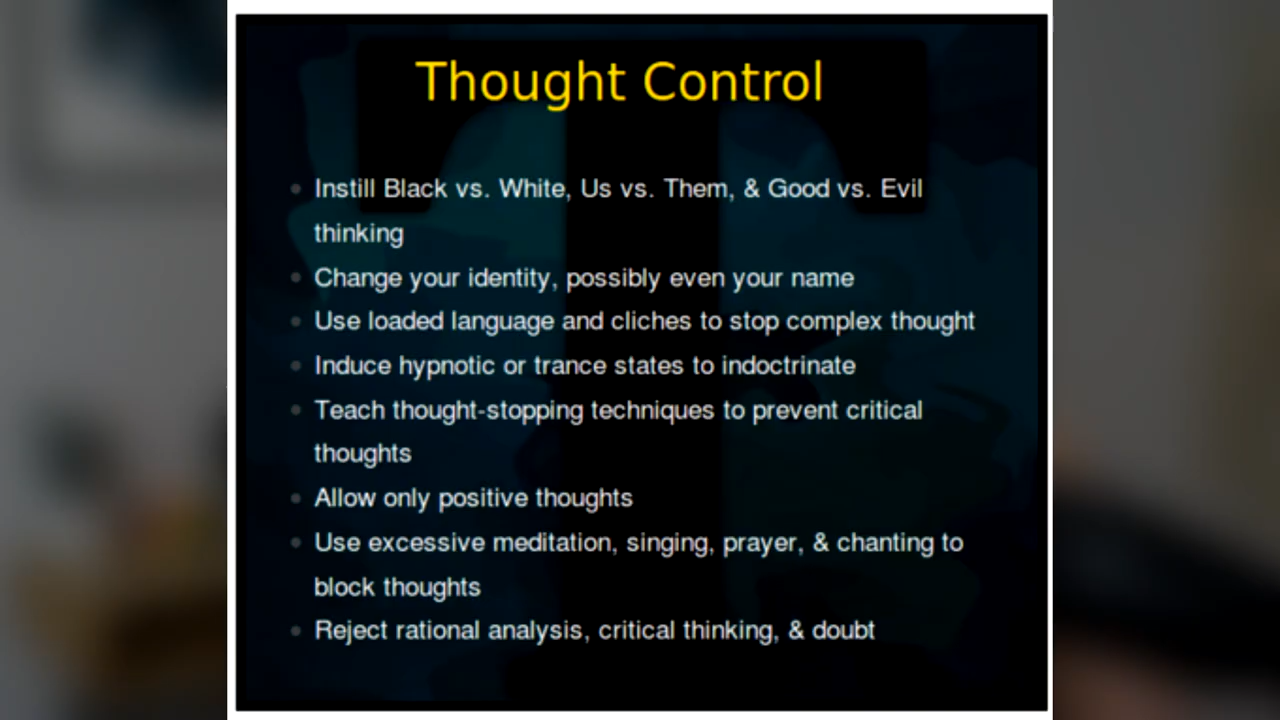 Thought Control
Instill Black vs. White, Us vs. Them, & Good vs. Evil
thinking
Change your identity, possibly even your name
Use loaded language and cliches to stop complex thought
Induce hypnotic or trance states to indoctrinate
Teach thought-stopping techniques to prevent critical
thoughts
Allow only positive thoughts
Use excessive meditation, singing, prayer, & chanting to
block thoughts
Reject rational analysis, critical thinking, & doubt